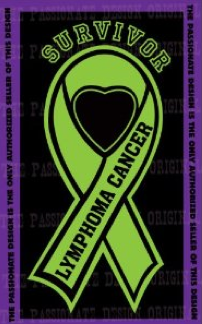 SURVIVOR
LYMPHOMA CANCER
THE PASSIONATE DESIGN IS THE ONLY AUTHORIZED SELLER OF THIS DESIGN
THE PASSIONATE DESIGN IS THE ONLY AUTHORIZED SELLER OF THIS DESIGN